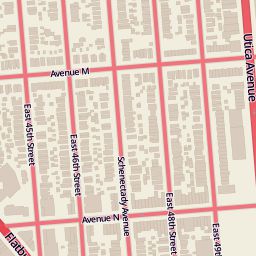 Avenue M
Utica Avenue
East 45th Street
East 46th Street
Schenectady Avenue
East 48th Street
East 49th
Avenue N
Flatb